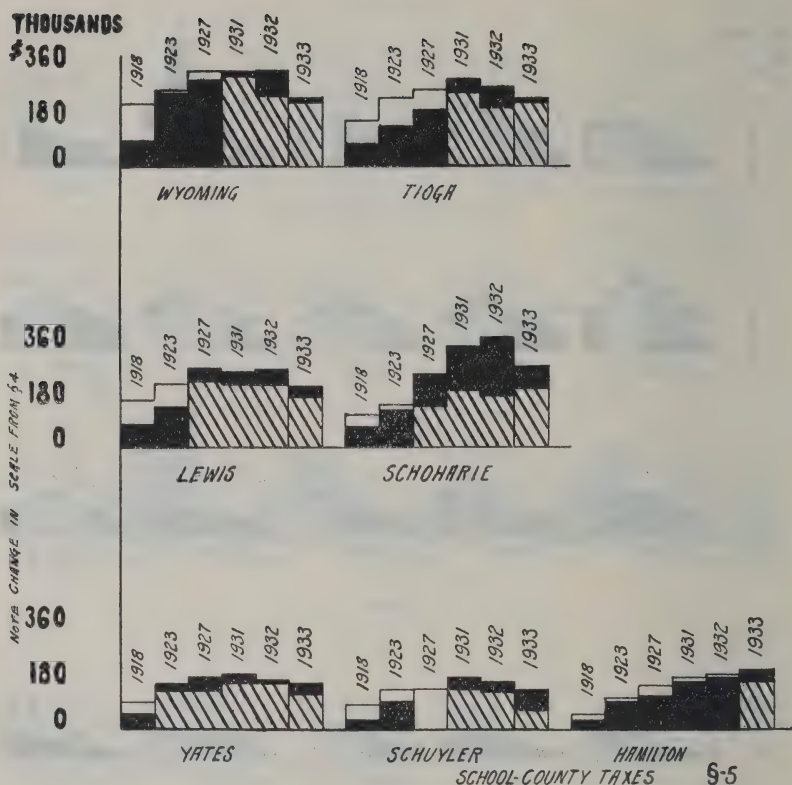 THOUSANDS
$360
180
0
1918 1923 1927 1931 1932 1933
1918 1923 1927 1931 1932 1933
WYOMING TIOGA
360
180
0
1918 1923 1927 1931 1932 1933
1918 1923 1927 1931 1932 1933
LEWIS SCHOHARIE
NOTE CHANGE IN SCALE FROM §4
360
180
0
1918 1923 1927 1931 1932 1933
1918 1923 1927 1931 1932 1933
1918 1923 1927 1931 1932 1933
YATES SCHUYLER HAMILTON
SCHOOL-COUNTY TAXES §-5